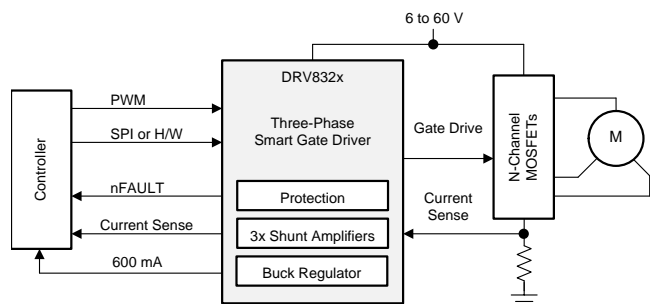 6 to 60 V
DRV832x
Three-Phase
Smart Gate Driver
Controller
PWM
SPI or H/W
nFAULT
Current Sense
600 mA
Protection
3x Shunt Amplifiers
Buck Regulator
Gate Drive
Current
Sense
N-Channel
MOSFETs
M